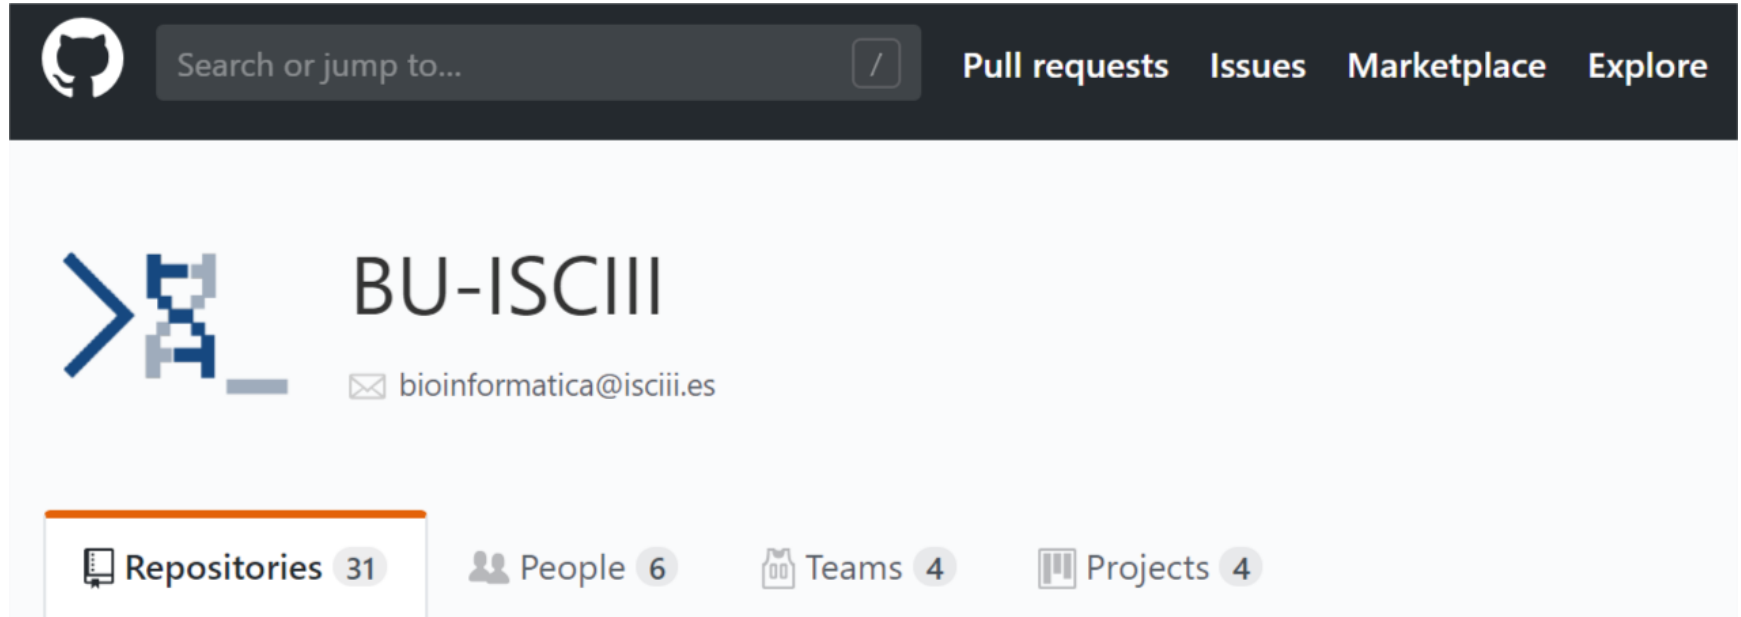 Search or jump to... / Pull requests Issues Marketplace Explore
BU-ISCIII
bioinformatica@isciii.es
Repositories 31 People 6 Teams 4 Projects 4